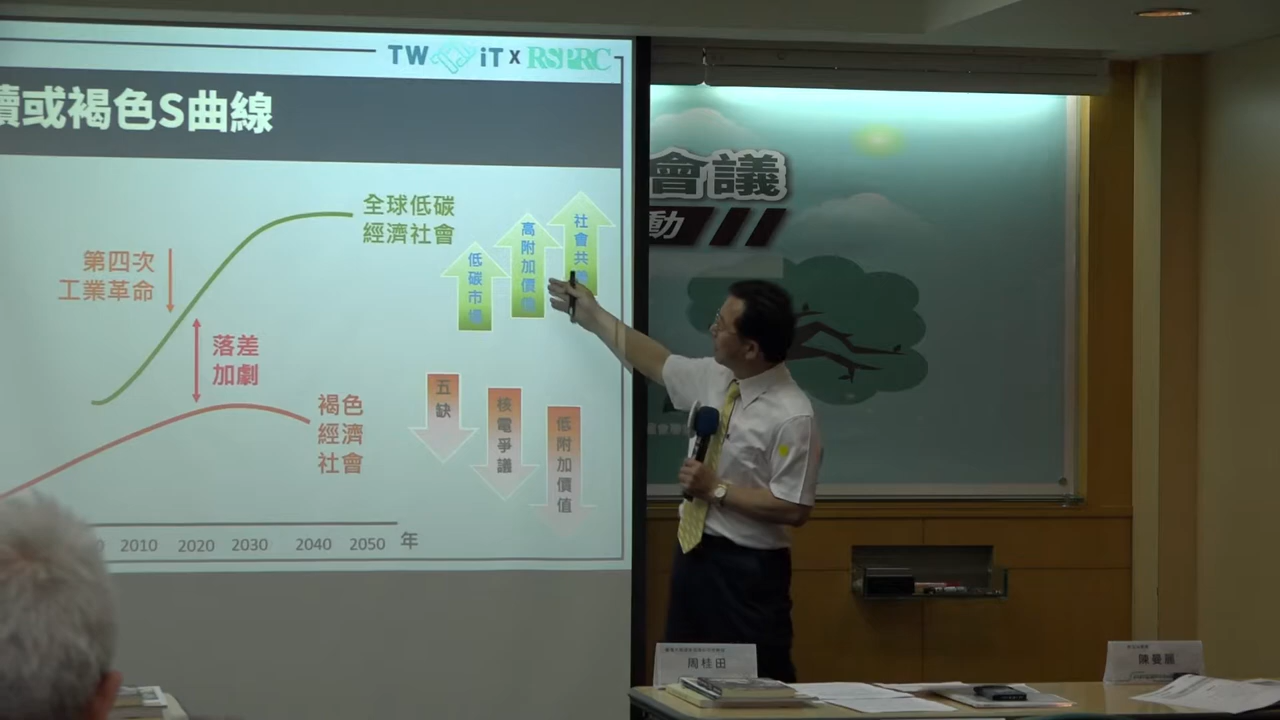 TW iT x RSPRC
續或褐色S曲線
全球低碳
經濟社會
第四次
工業革命
落差
加劇
褐色
經濟
社會
低碳市場
高附加價值
社會共
五缺
核電爭議
低附加價值
2010 2020 2030 2040 2050 年
會議
動
周桂田